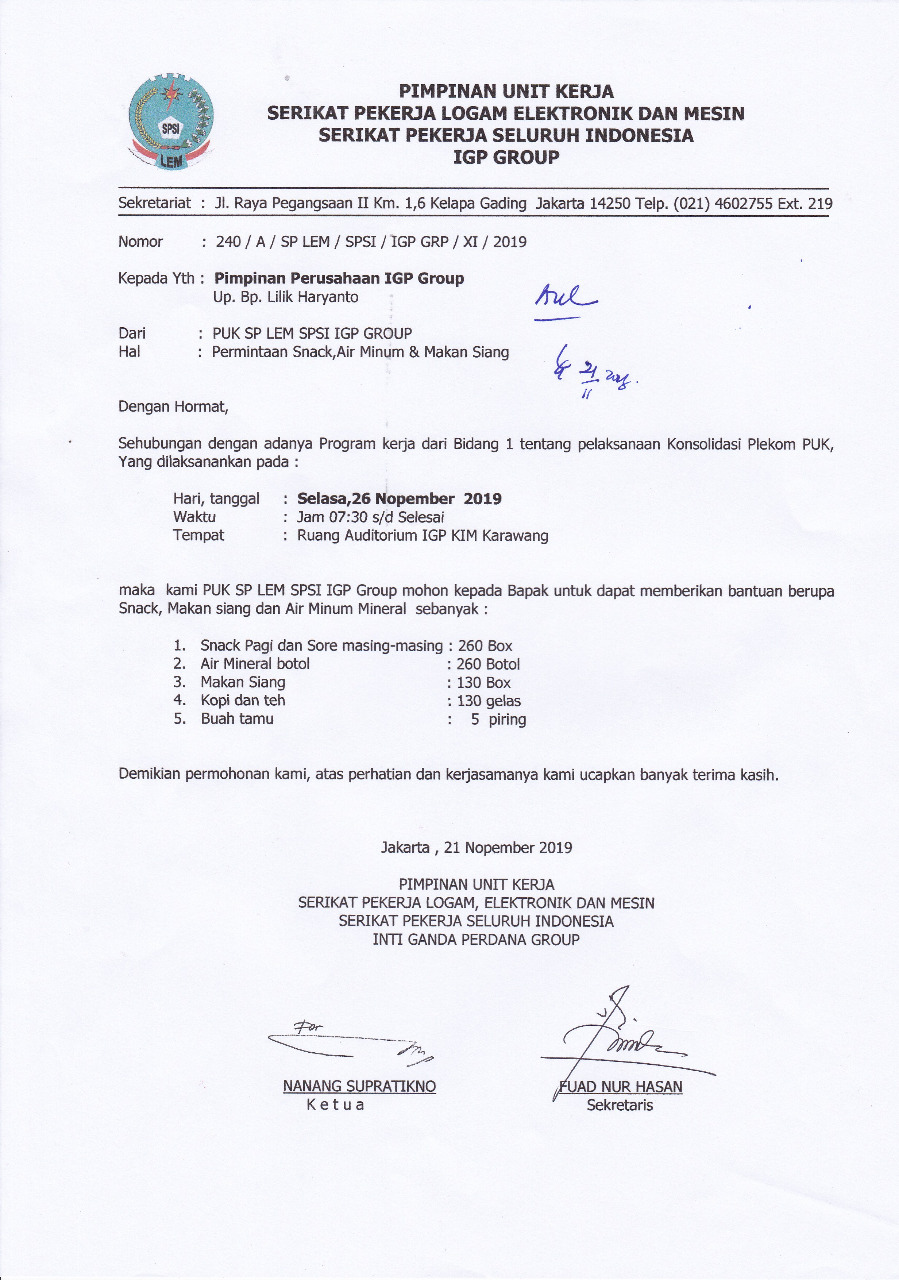 PIMPINAN UNIT KERJA
SERIKAT PEKERJA LOGAM ELEKTRONIK DAN MESIN
SERIKAT PEKERJA SELURUH INDONESIA
IGP GROUP
SPSI
LEM
Sekretariat : Jl. Raya Pegangsaan II Km. 1,6 Kelapa Gading Jakarta 14250 Telp. (021) 4602755 Ext. 219
Nomor : 240 / A / SP LEM / SPSI / IGP GRP / XI / 2019
Kepada Yth : Pimpinan Perusahaan IGP Group
Up. Bp. Lilik Haryanto
Dari : PUK SP LEM SPSI IGP GROUP
Hal : Permintaan Snack,Air Minum & Makan Siang
Dengan Hormat,
Sehubungan dengan adanya Program kerja dari Bidang 1 tentang pelaksanaan Konsolidasi Plekom PUK,
Yang dilaksanankan pada :
Hari, tanggal : Selasa,26 Nopember 2019
Waktu : Jam 07:30 s/d Selesai
Tempat : Ruang Auditorium IGP KIM Karawang
maka kami PUK SP LEM SPSI IGP Group mohon kepada Bapak untuk dapat memberikan bantuan berupa
Snack, Makan siang dan Air Minum Mineral sebanyak :
1. Snack Pagi dan Sore masing-masing : 260 Box
2. Air Mineral botol : 260 Botol
3. Makan Siang : 130 Box
4. Kopi dan teh : 130 gelas
5. Buah tamu : 5 piring
Demikian permohonan kami, atas perhatian dan kerjasamanya kami ucapkan banyak terima kasih.
Jakarta , 21 Nopember 2019
PIMPINAN UNIT KERJA
SERIKAT PEKERJA LOGAM, ELEKTRONIK DAN MESIN
SERIKAT PEKERJA SELURUH INDONESIA
INTI GANDA PERDANA GROUP
For
NANANG SUPRATIKNO
K e t u a
FUAD NUR HASAN
Sekretaris